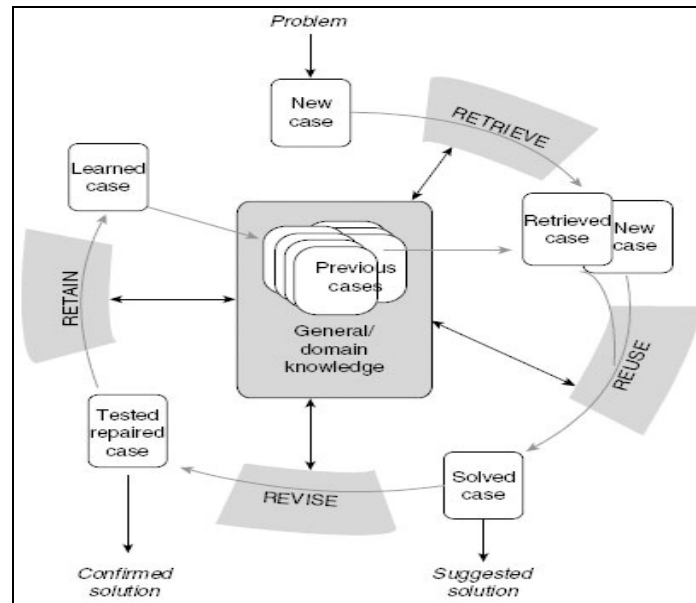 Problem
New
case
RETRIEVE
Learned
case
Retrieved
case
New
case
Previous
cases
General/
domain
knowledge
RETAIN
REUSE
Tested
repaired
case
REVISE
Solved
case
Confirmed
solution
Suggested
solution